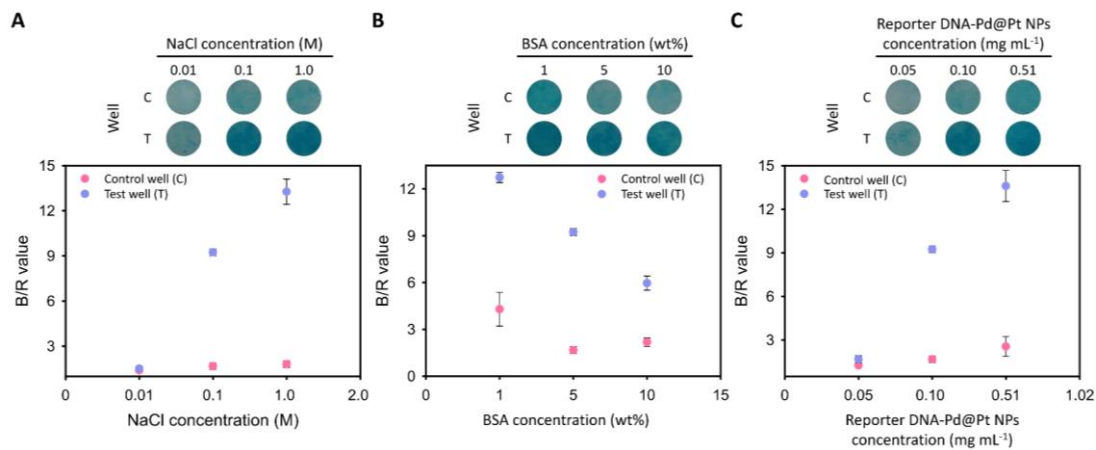 A
NaCl concentration (M)
0.01 0.1 1.0
Well
C
T
15
12
9
6
3
B/R value
Control well (C)
Test well (T)
0 0.01 0.1 1.0 2.0
NaCl concentration (M)
B
BSA concentration (wt%)
1 5 10
Well
C
T
12
9
6
3
0
B/R value
Control well (C)
Test well (T)
0 1 5 10 15
BSA concentration (wt%)
C
Reporter DNA-Pd@Pt NPs
concentration (mg mL⁻¹)
0.05 0.10 0.51
Well
C
T
15
12
9
6
3
B/R value
Control well (C)
Test well (T)
0 0.05 0.10 0.51 1.02
Reporter DNA-Pd@Pt NPs
concentration (mg mL⁻¹)